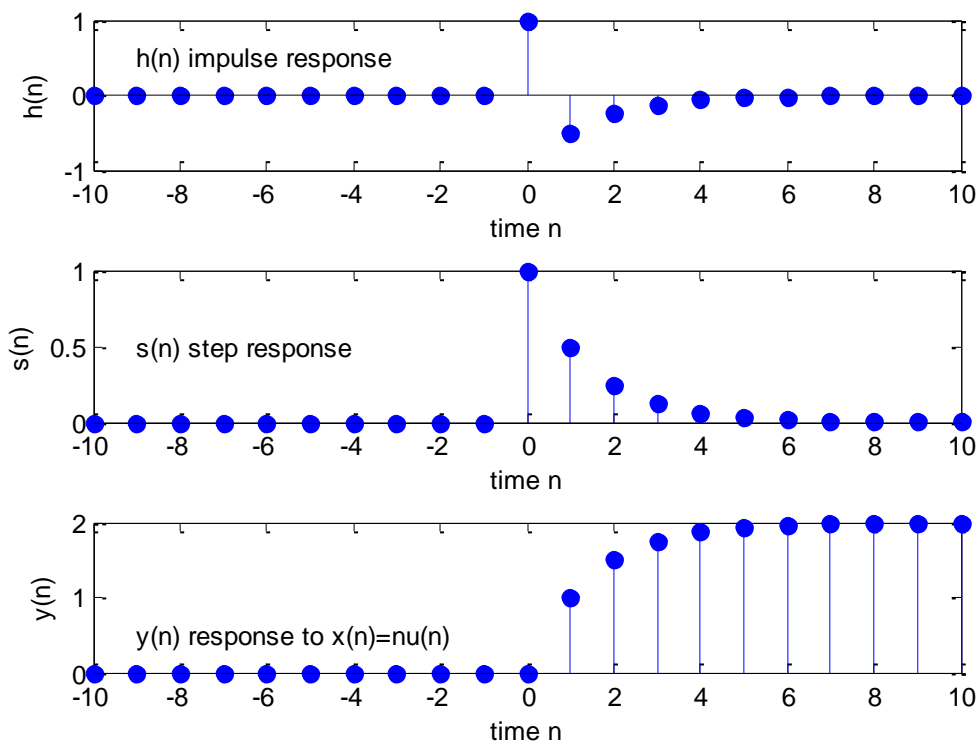 1
0
-1
h(n)
h(n) impulse response
-10 -8 -6 -4 -2 0 2 4 6 8 10
time n
1
0.5
0
s(n)
s(n) step response
-10 -8 -6 -4 -2 0 2 4 6 8 10
time n
2
1
0
y(n)
y(n) response to x(n)=nu(n)
-10 -8 -6 -4 -2 0 2 4 6 8 10
time n